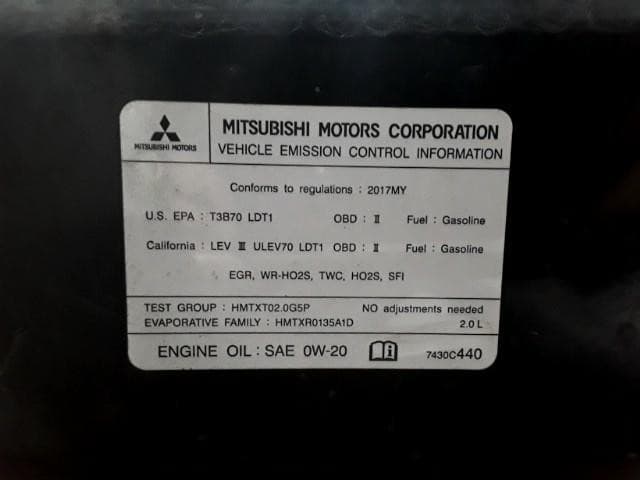 MITSUBISHI MOTORS
MITSUBISHI MOTORS CORPORATION
VEHICLE EMISSION CONTROL INFORMATION
Conforms to regulations : 2017MY
U.S. EPA : T3B70 LDT1 OBD : Ⅱ Fuel : Gasoline
California : LEV Ⅲ ULEV70 LDT1 OBD : Ⅱ Fuel : Gasoline
EGR, WR-HO2S, TWC, HO2S, SFI
TEST GROUP : HMTXT02.0G5P NO adjustments needed
EVAPORATIVE FAMILY : HMTXR0135A1D 2.0 L
ENGINE OIL : SAE 0W-20 7430C440